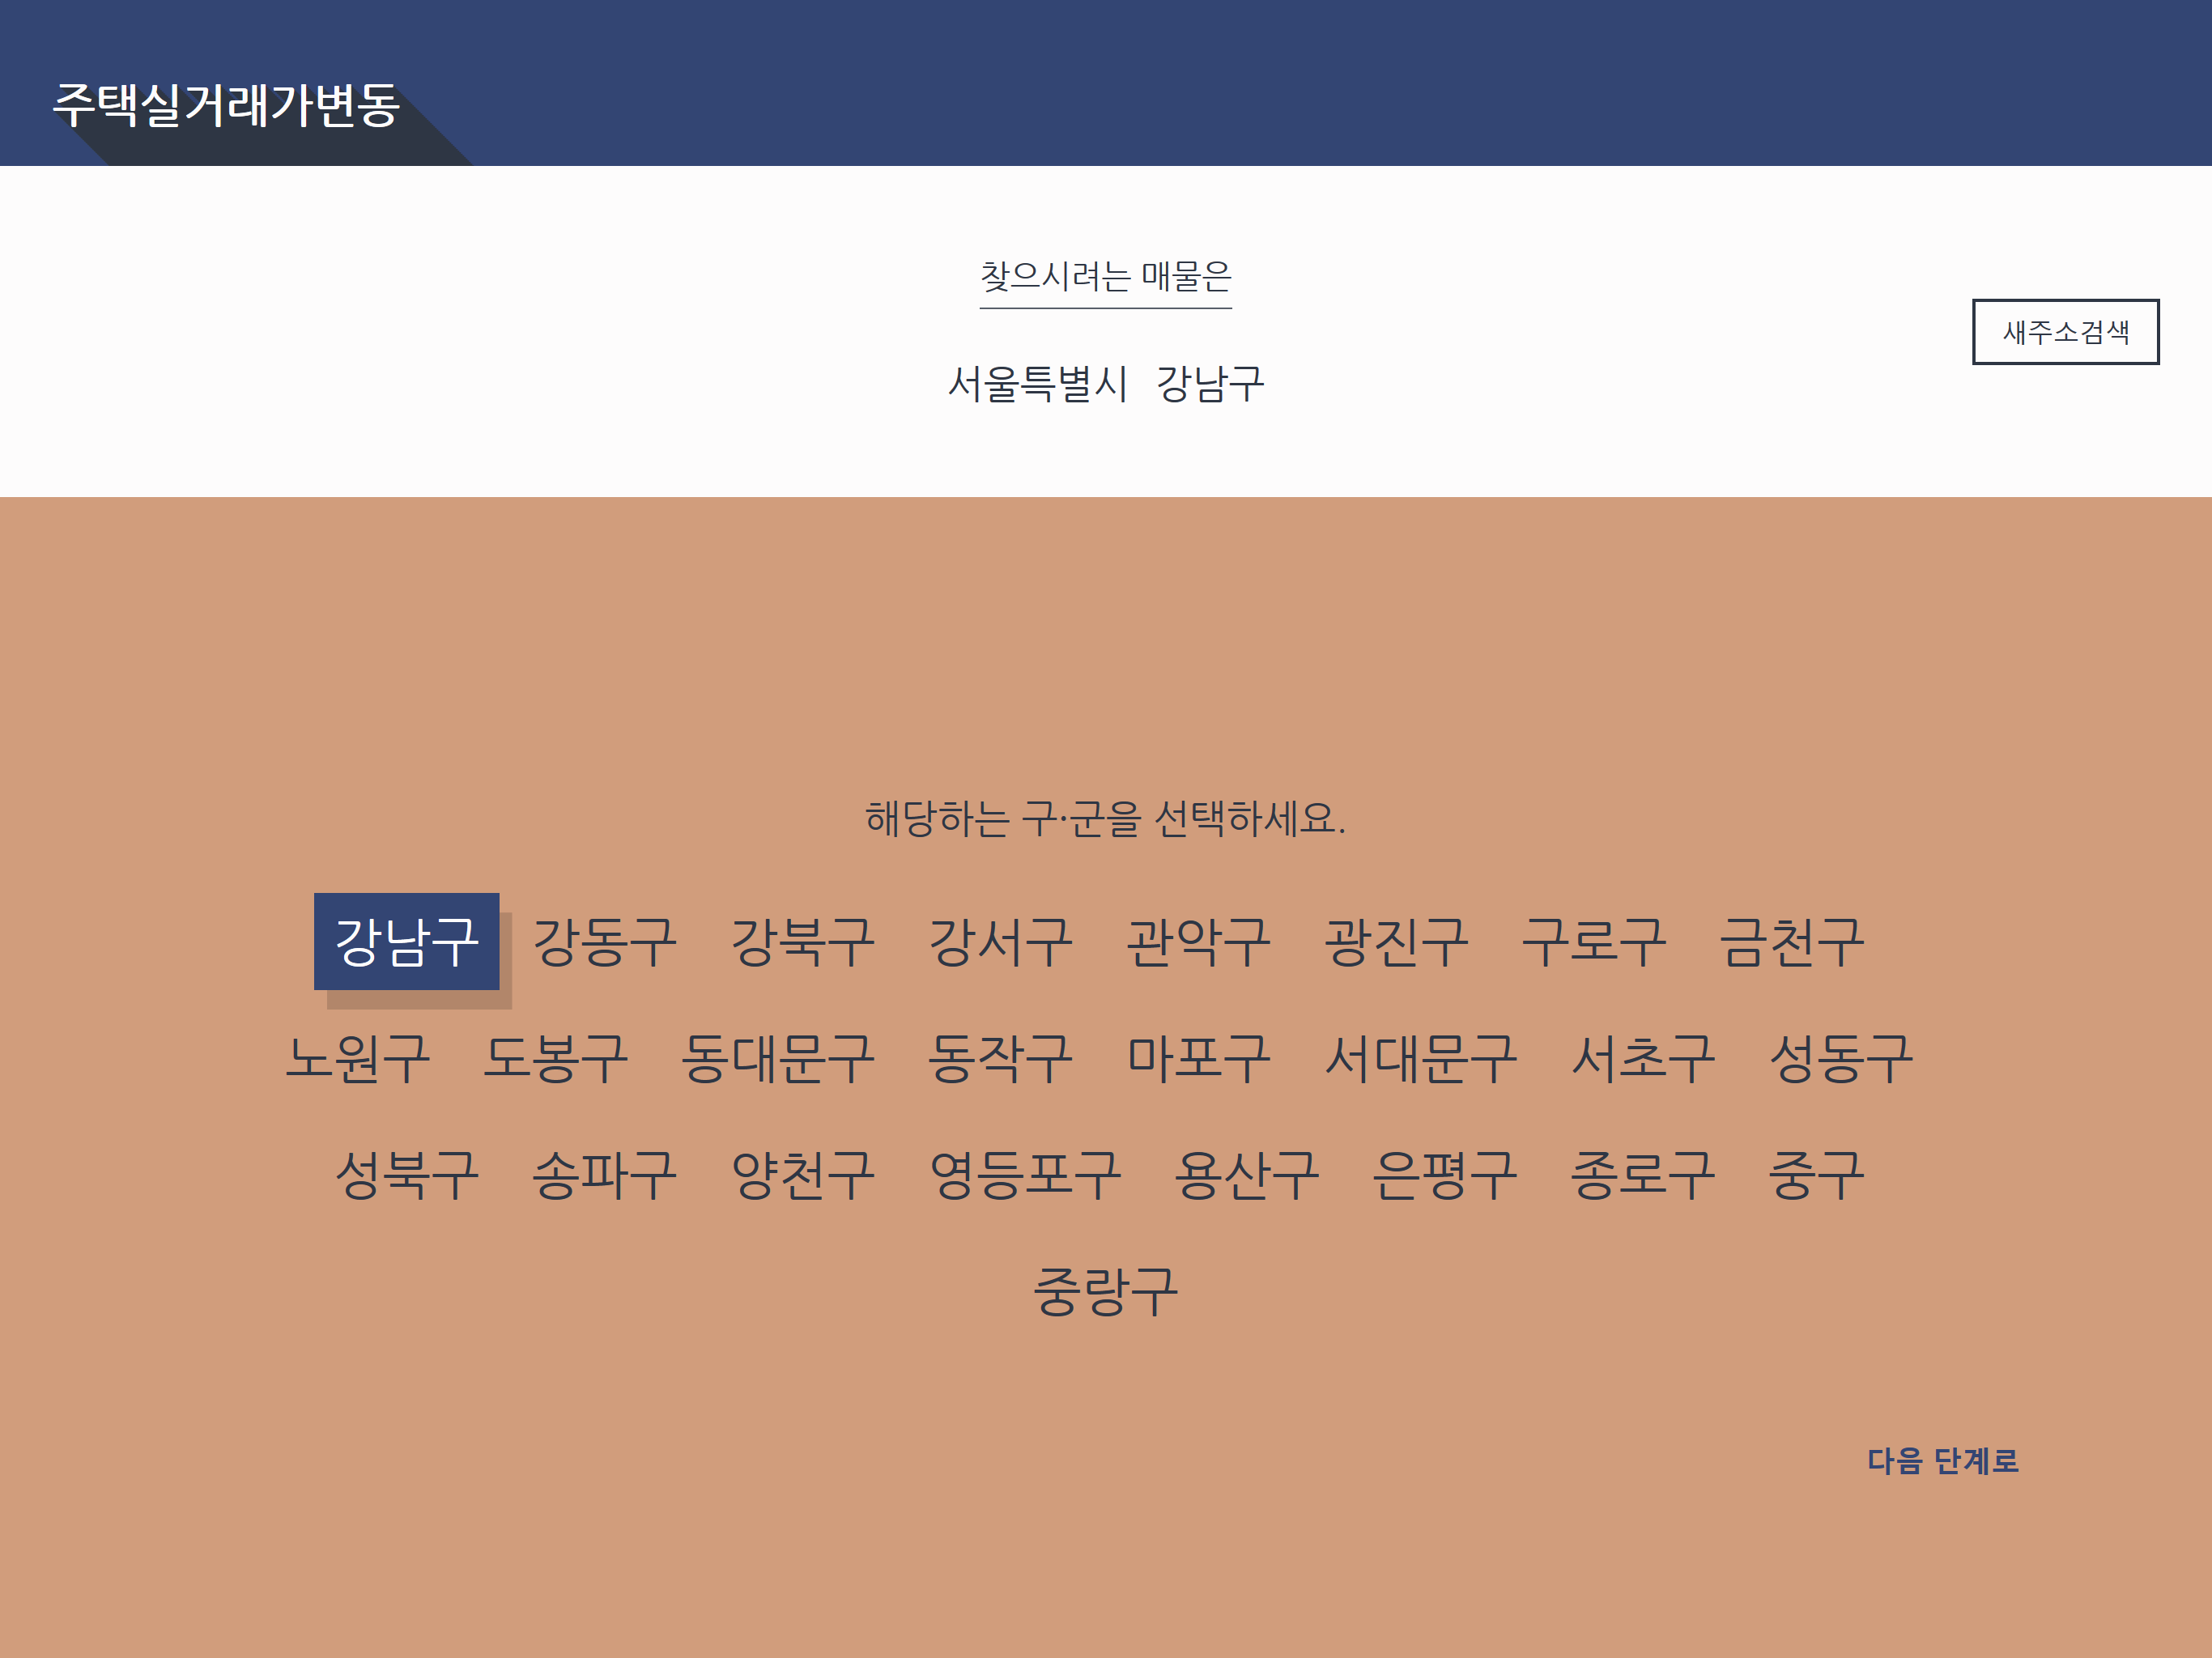 주택실거래가변동
찾으시려는 매물은
새주소검색
서울특별시 강남구
해당하는 구·군을 선택하세요.
강남구 강동구 강북구 강서구 관악구 광진구 구로구 금천구
노원구 도봉구 동대문구 동작구 마포구 서대문구 서초구 성동구
성북구 송파구 양천구 영등포구 용산구 은평구 종로구 중구
중랑구
다음 단계로